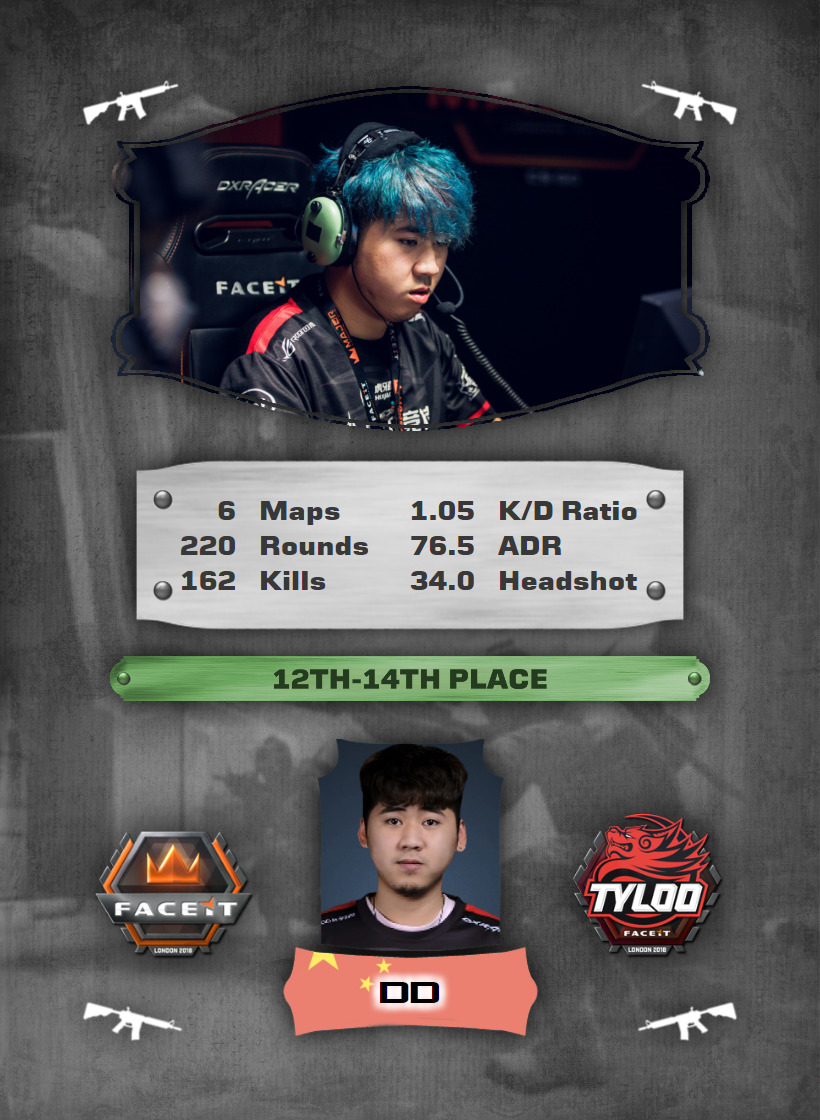 DXRACER
FACEIT
MAJOR
6 Maps 1.05 K/D Ratio
220 Rounds 76.5 ADR
162 Kills 34.0 Headshot
12TH-14TH PLACE
FACEIT
LONDON 2018
TYLOO
FACEIT
LONDON 2018
DD